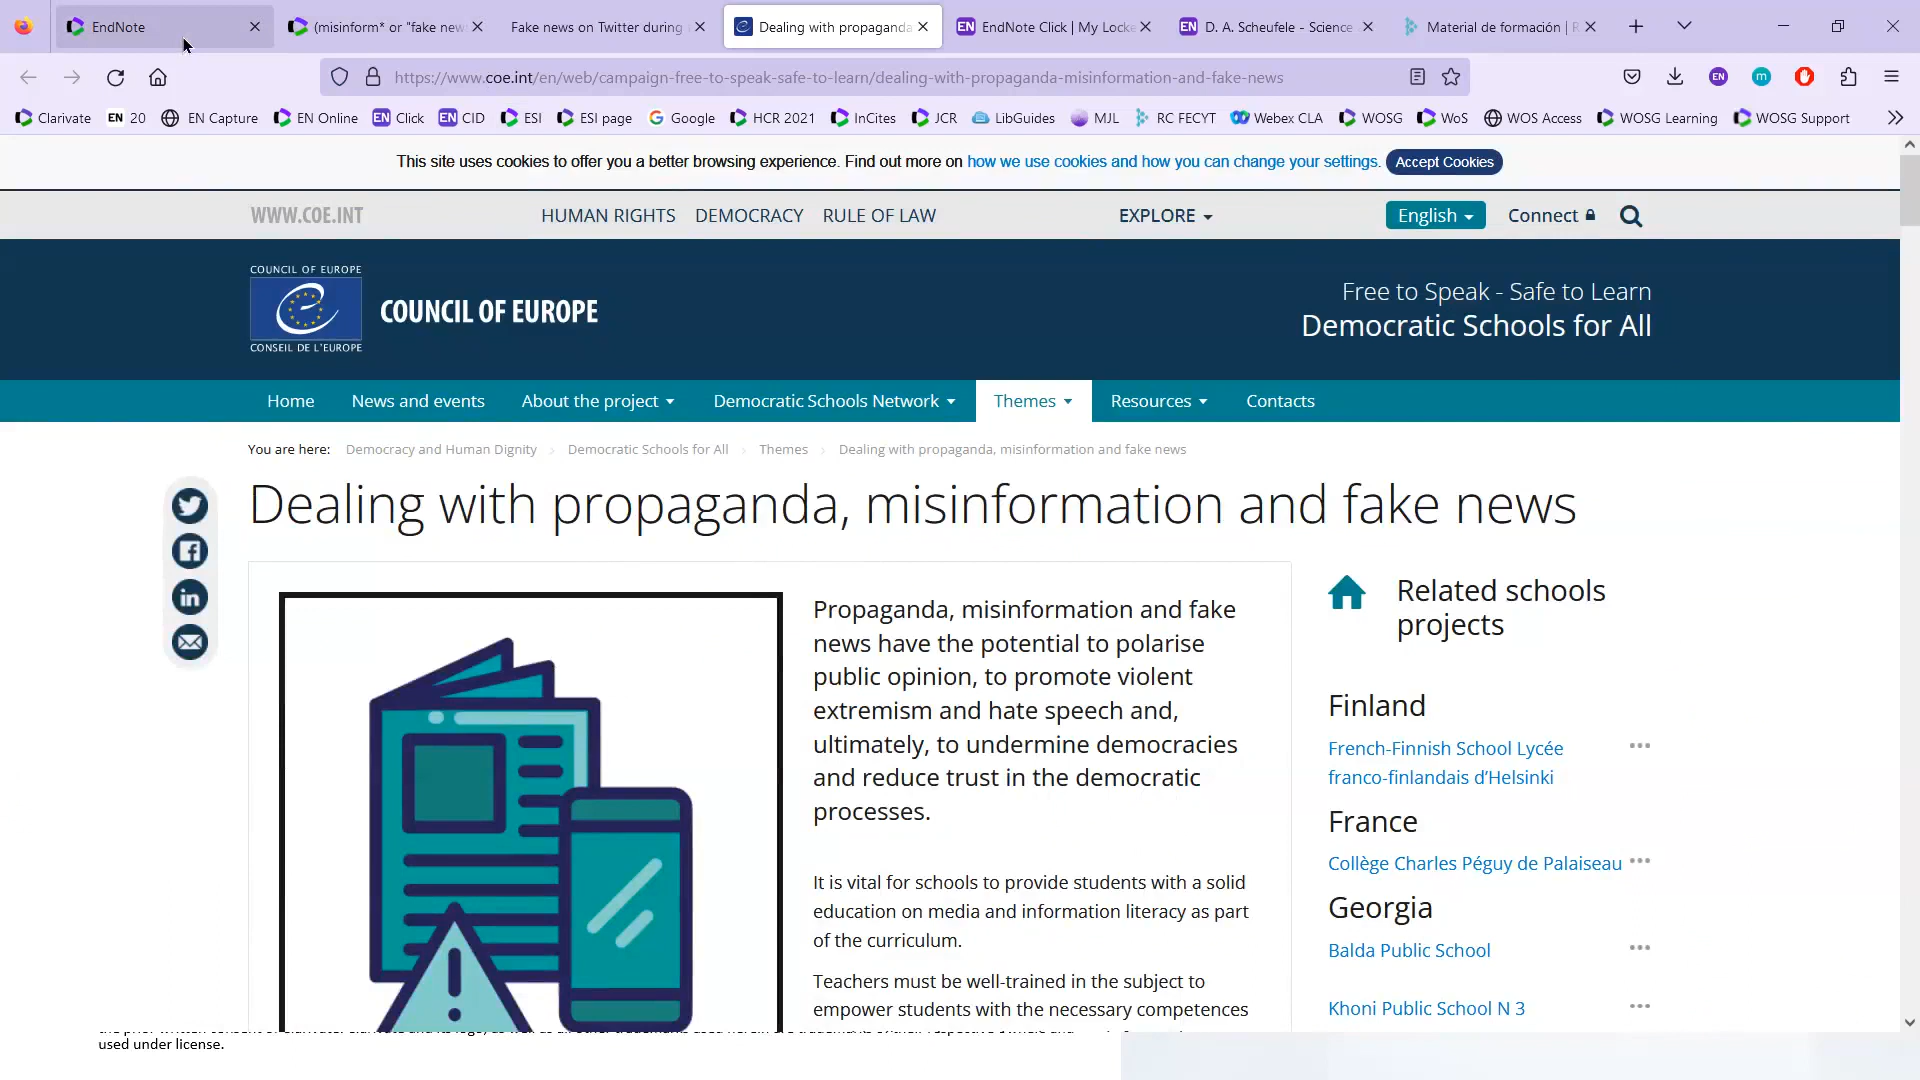 EndNote
(misinform* or "fake new
Fake news on Twitter during
Dealing with propaganda
EN EndNote Click | My Locke
EN D. A. Scheufele - Science
Material de formación | R
https://www.coe.int/en/web/campaign-free-to-speak-safe-to-learn/dealing-with-propaganda-misinformation-and-fake-news
EN m
Clarivate EN 20 EN Capture EN Online EN Click EN CID ESI ESI page G Google HCR 2021 InCites JCR LibGuides MJL RC FECYT Webex CLA WOSG WoS WOS Access WOSG Learning WOSG Support
This site uses cookies to offer you a better browsing experience. Find out more on how we use cookies and how you can change your settings. Accept Cookies
WWW.COE.INT HUMAN RIGHTS DEMOCRACY RULE OF LAW EXPLORE English Connect
COUNCIL OF EUROPE
CONSEIL DE L'EUROPE
COUNCIL OF EUROPE
Free to Speak - Safe to Learn
Democratic Schools for All
Home News and events About the project Democratic Schools Network Themes Resources Contacts
You are here: Democracy and Human Dignity Democratic Schools for All Themes Dealing with propaganda, misinformation and fake news
Dealing with propaganda, misinformation and fake news
Propaganda, misinformation and fake
news have the potential to polarise
public opinion, to promote violent
extremism and hate speech and,
ultimately, to undermine democracies
and reduce trust in the democratic
processes.
It is vital for schools to provide students with a solid
education on media and information literacy as part
of the curriculum.
Teachers must be well-trained in the subject to
empower students with the necessary competences
Related schools
projects
Finland
French-Finnish School Lycée
franco-finlandais d'Helsinki
France
Collège Charles Péguy de Palaiseau
Georgia
Balda Public School
Khoni Public School N 3
used under license.